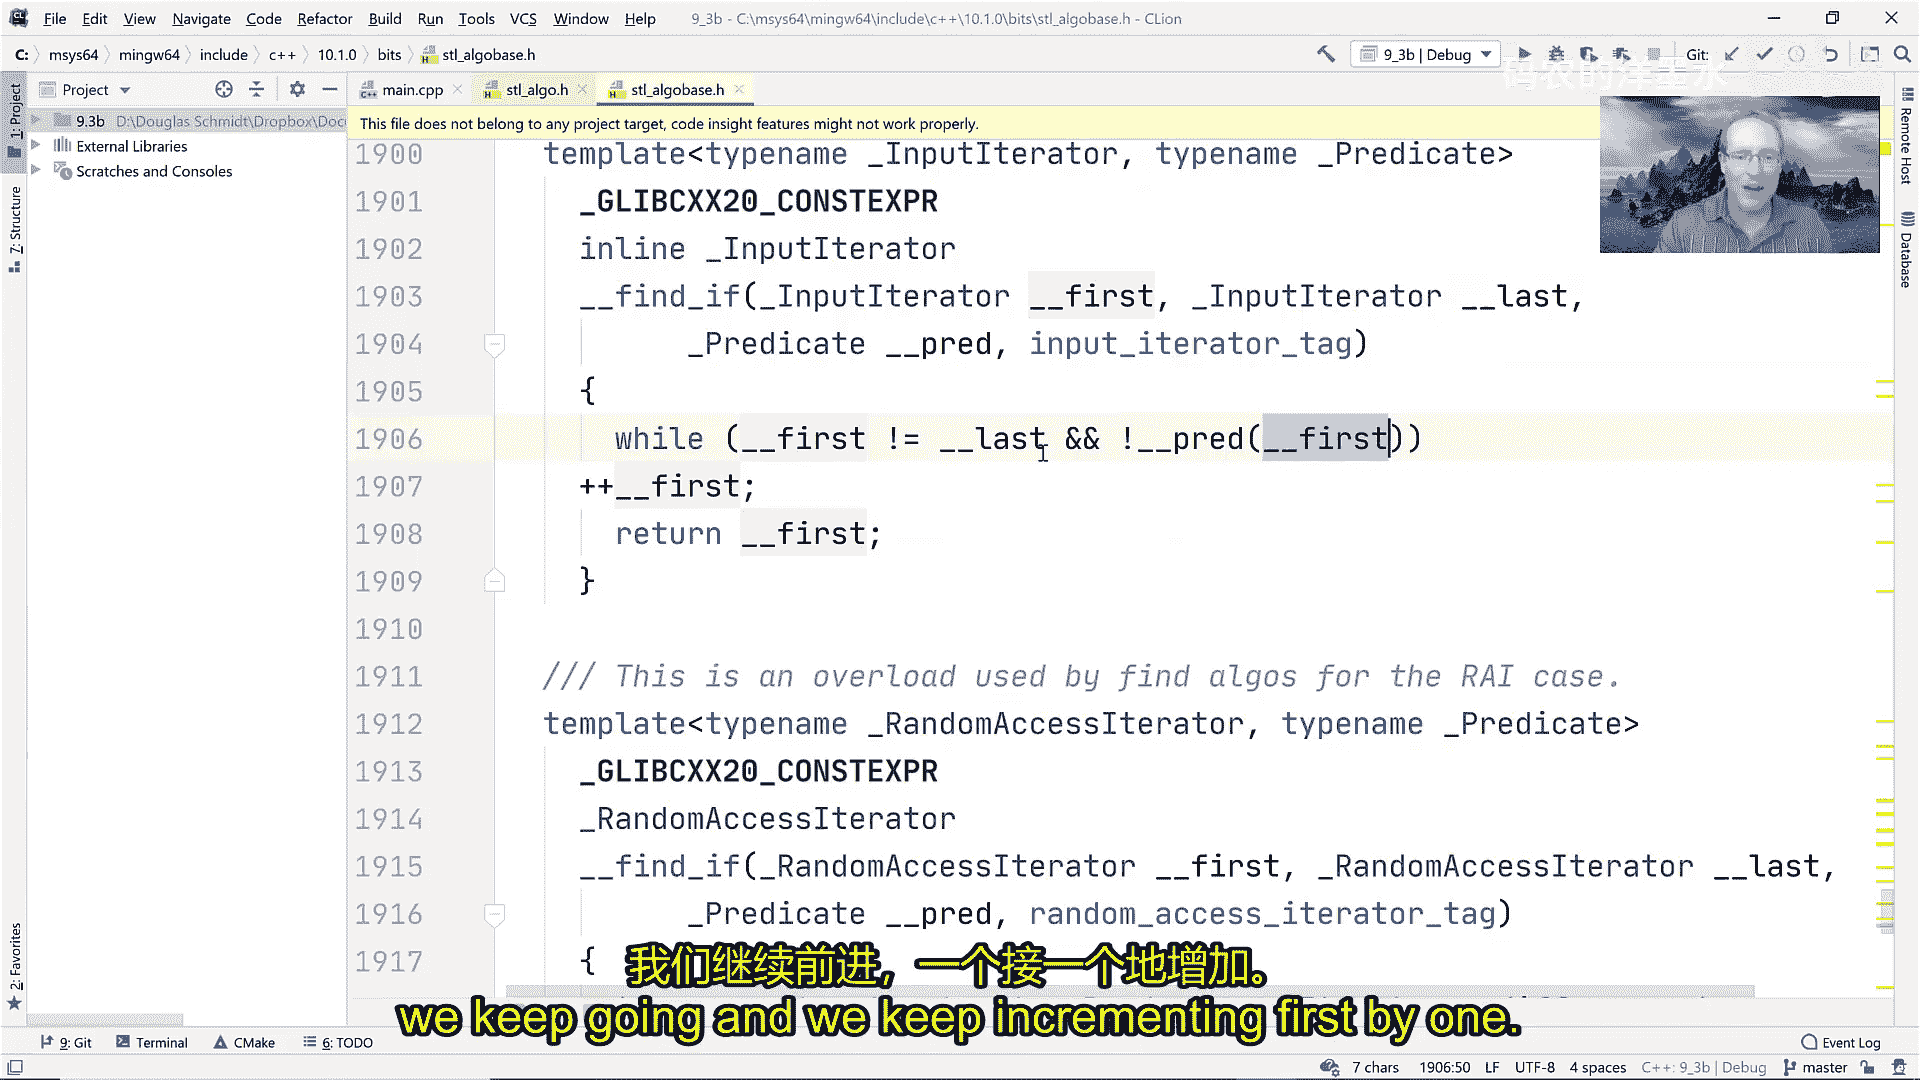 File Edit View Navigate Code Refactor Build Run Tools VCS Window Help 9_3b - C:\msys64\mingw64\include\c++\10.1.0\bits\stl_algobase.h - CLion
C: msys64 mingw64 include c++ 10.1.0 bits stl_algobase.h 9_3b | Debug Git:
Project main.cpp stl_algo.h stl_algobase.h
码农的洋墨水
9.3b D:\Douglas Schmidt\Dropbox\Docu
This file does not belong to any project target, code insight features might not work properly.
External Libraries
Scratches and Consoles
1: Project
7: Structure
2: Favorites
Remote Host
Database
1900 template<typename _InputIterator, typename _Predicate>
1901 _GLIBCXX20_CONSTEXPR
1902 inline _InputIterator
1903 __find_if(_InputIterator __first, _InputIterator __last,
1904 _Predicate __pred, input_iterator_tag)
1905 {
1906 while (__first != __last && !__pred(__first))
1907 ++__first;
1908 return __first;
1909 }
1910
1911 /// This is an overload used by find algos for the RAI case.
1912 template<typename _RandomAccessIterator, typename _Predicate>
1913 _GLIBCXX20_CONSTEXPR
1914 _RandomAccessIterator
1915 __find_if(_RandomAccessIterator __first, _RandomAccessIterator __last,
1916 _Predicate __pred, random_access_iterator_tag)
1917 {
我们继续前进，一个接一个地增加。
we keep going and we keep incrementing first by one.
9: Git Terminal CMake 6: TODO Event Log
7 chars 1906:50 LF UTF-8 4 spaces C++: 9_3b | Debug master